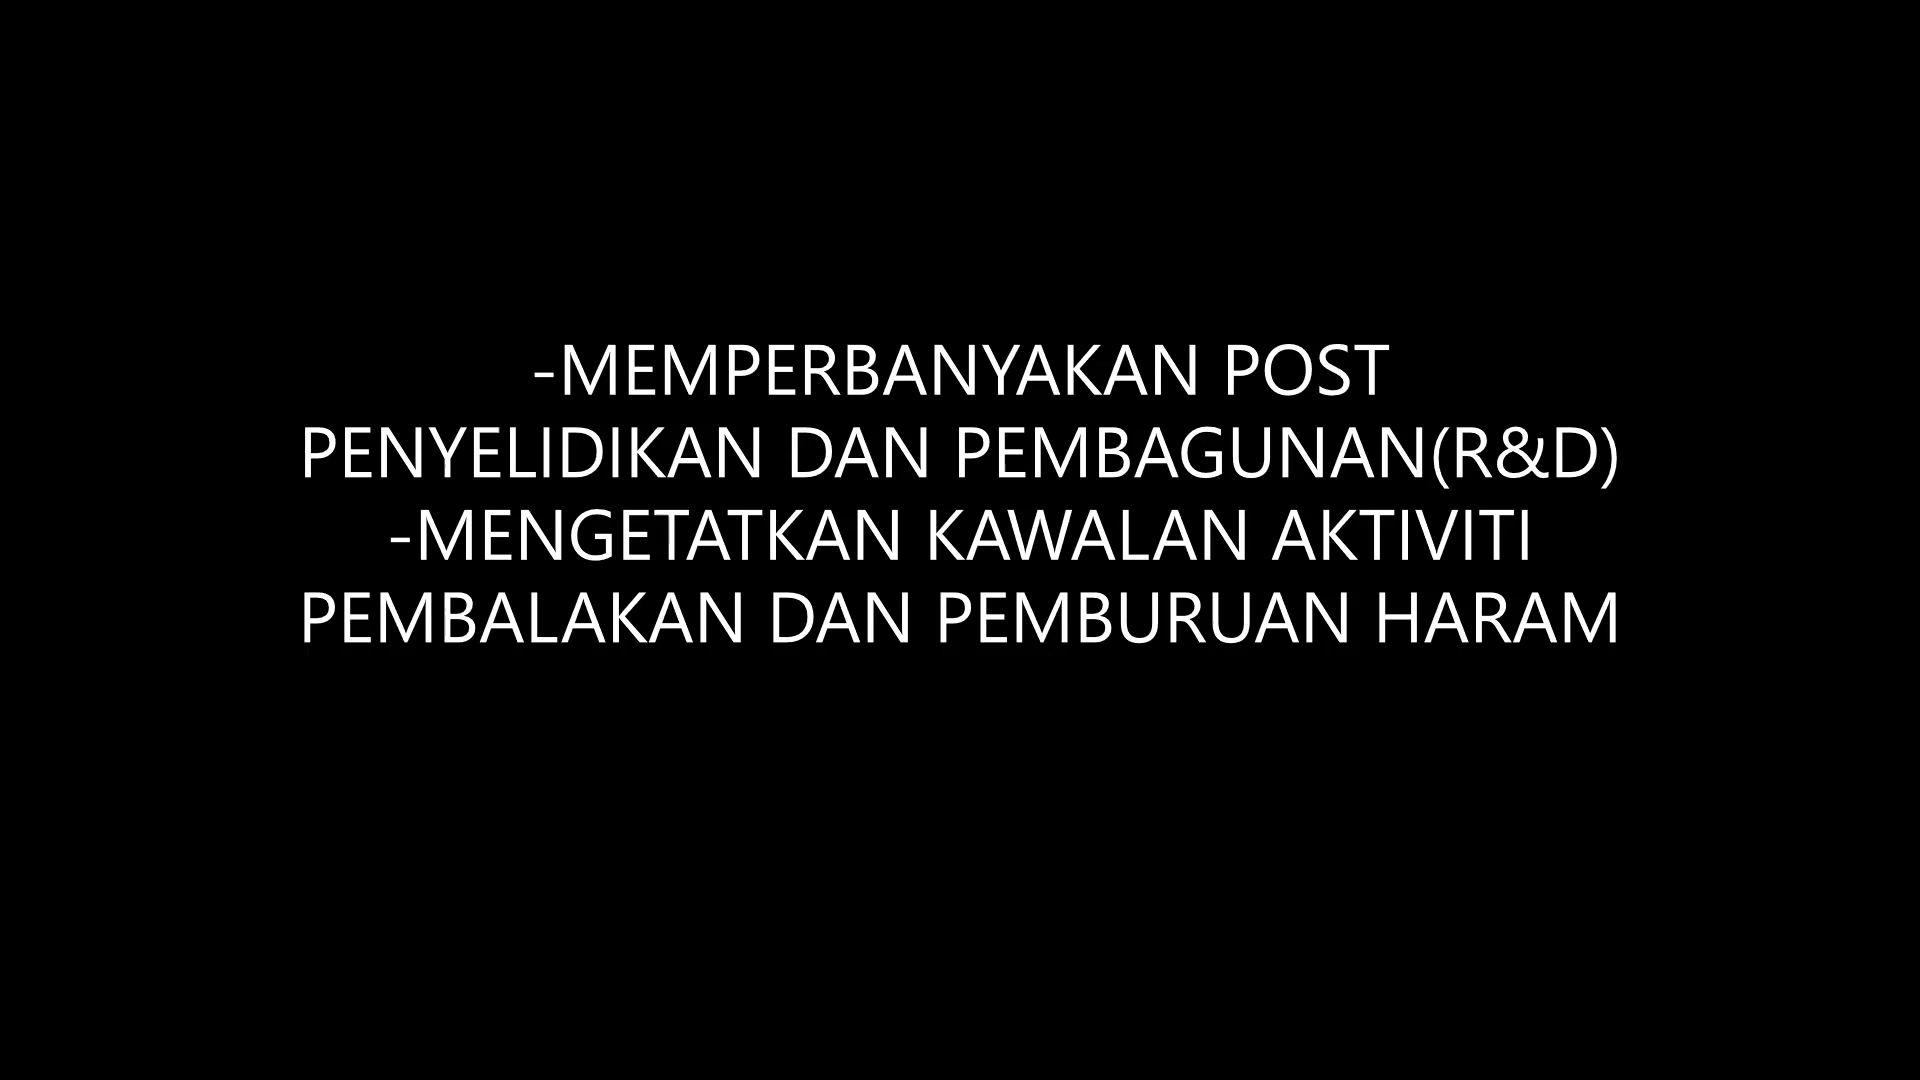 -MEMPERBANYAKAN POST
PENYELIDIKAN DAN PEMBAGUNAN(R&D)
-MENGETATKAN KAWALAN AKTIVITI
PEMBALAKAN DAN PEMBURUAN HARAM